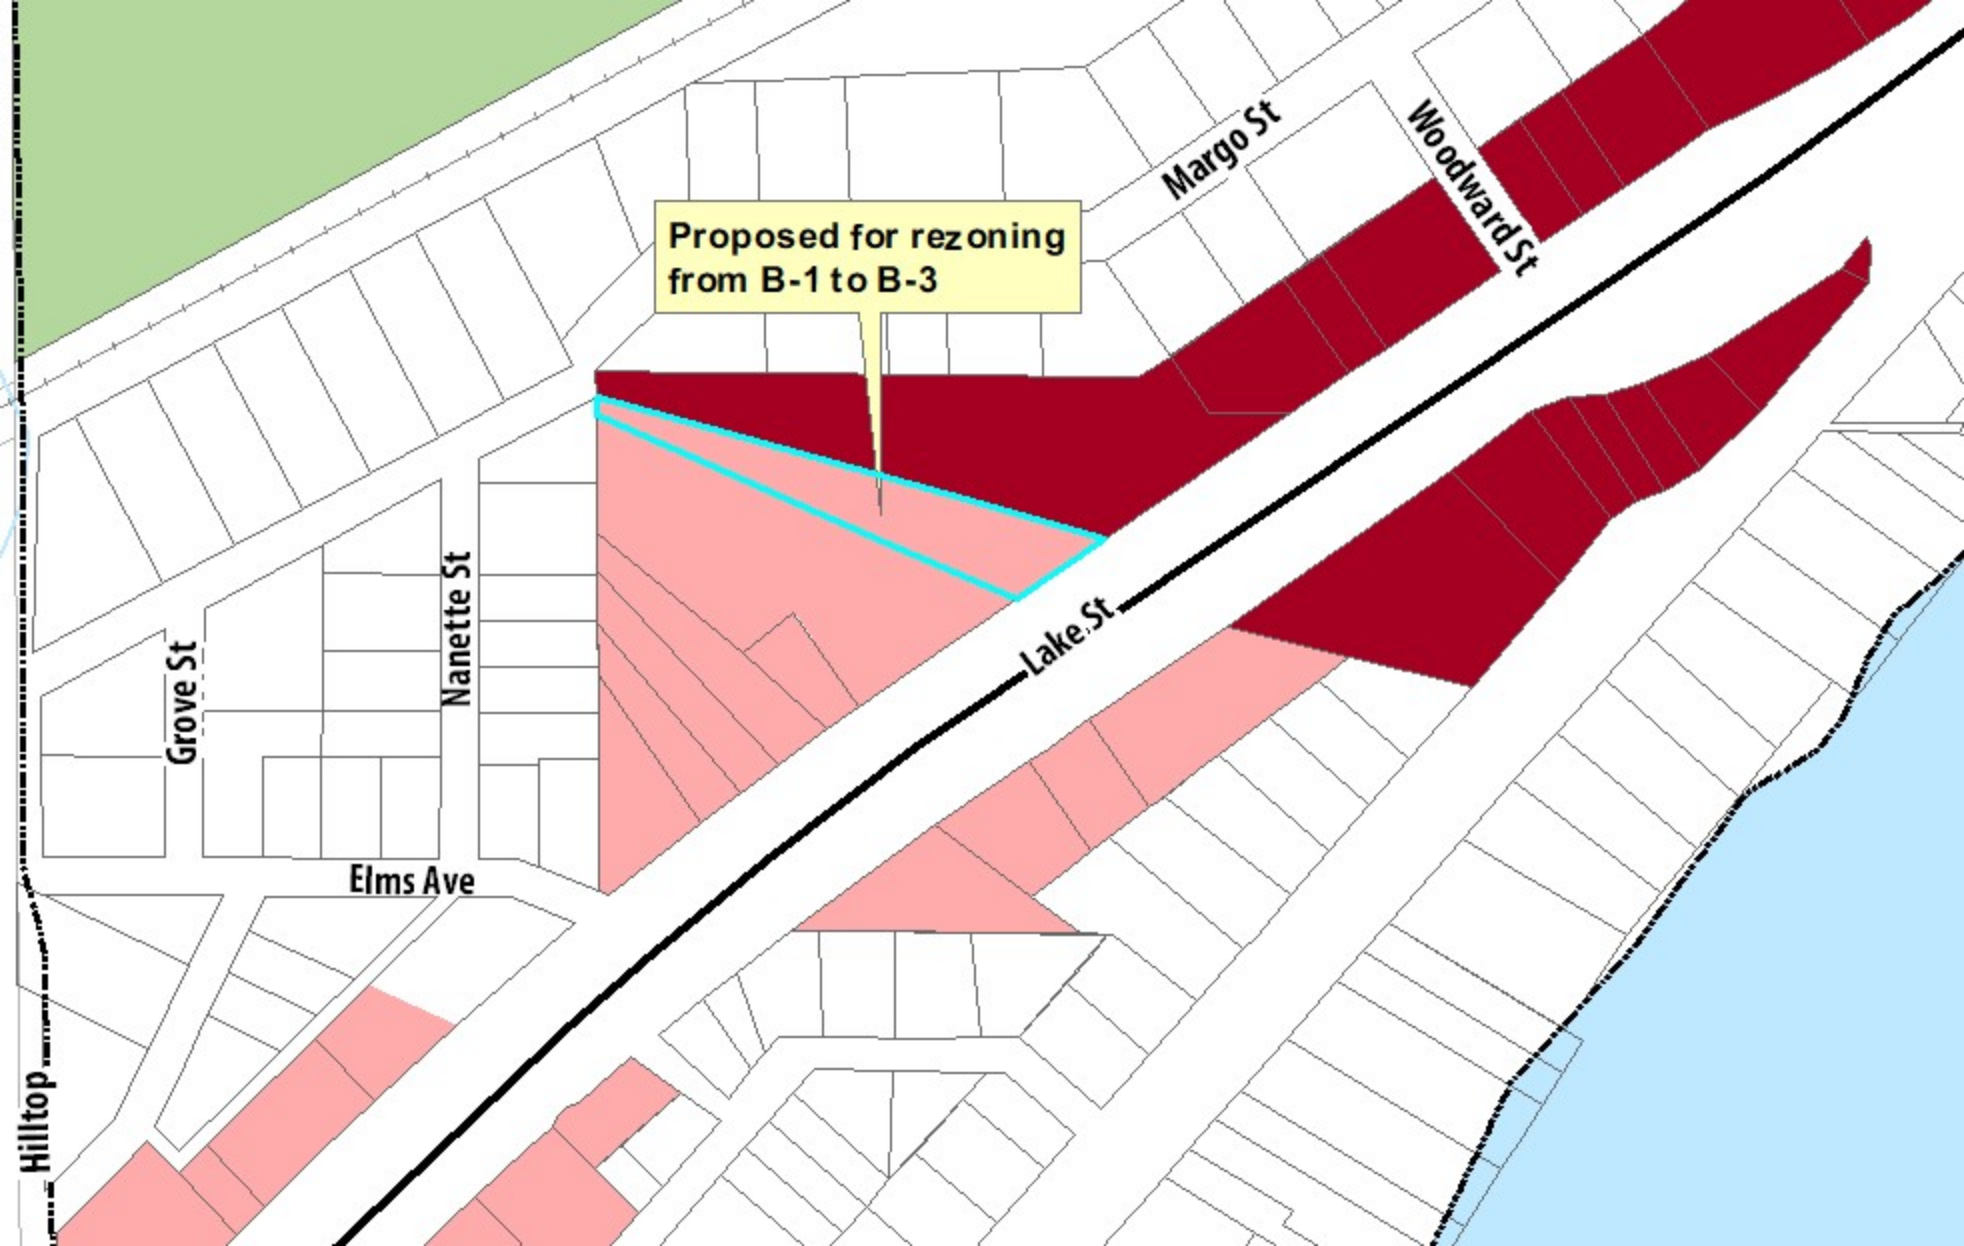 Margo St
Woodward St
Proposed for rezoning
from B-1 to B-3
Nanette St
Lake St
Grove St
Elms Ave
Hilltop